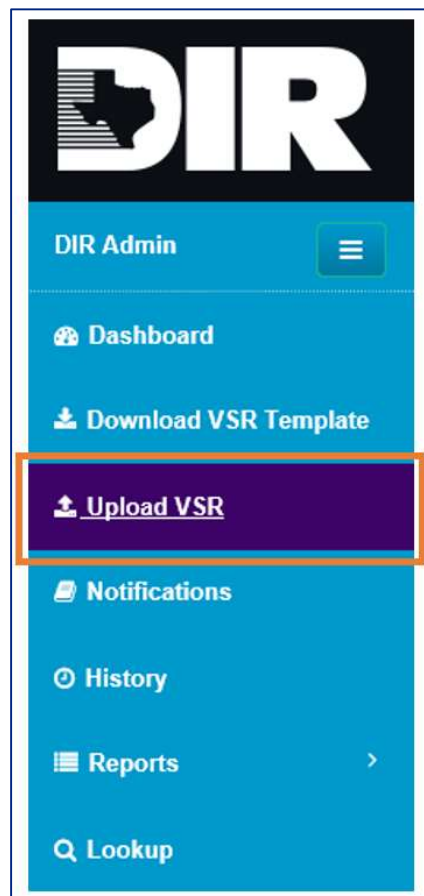 DIR
DIR Admin
Dashboard
Download VSR Template
Upload VSR
Notifications
History
Reports
Lookup